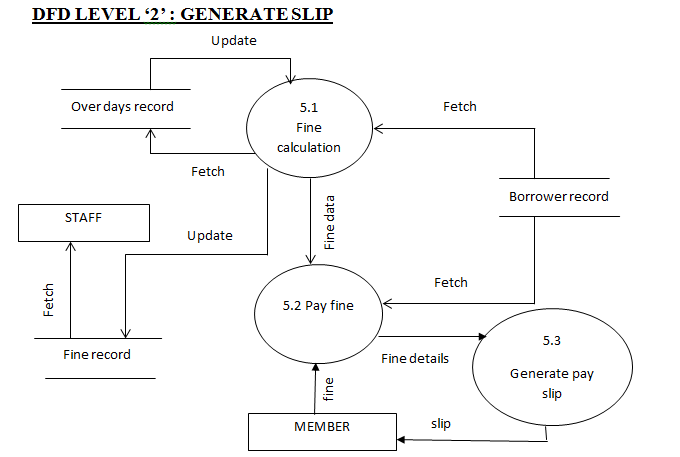 DFD LEVEL ‘2’ : GENERATE SLIP
Update
Over days record
5.1
Fine
calculation
Fetch
Fetch
Borrower record
STAFF
Update
Fine data
Fetch
5.2 Pay fine
Fetch
Fine record
Fine details
5.3
Generate pay
slip
fine
MEMBER
slip